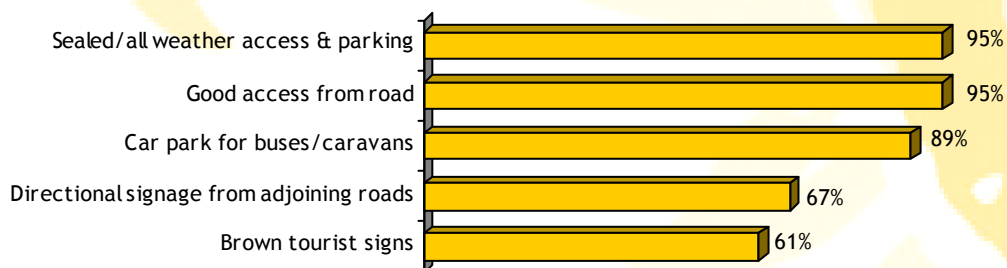 Sealed/all weather access & parking 95%
Good access from road 95%
Car park for buses/caravans 89%
Directional signage from adjoining roads 67%
Brown tourist signs 61%